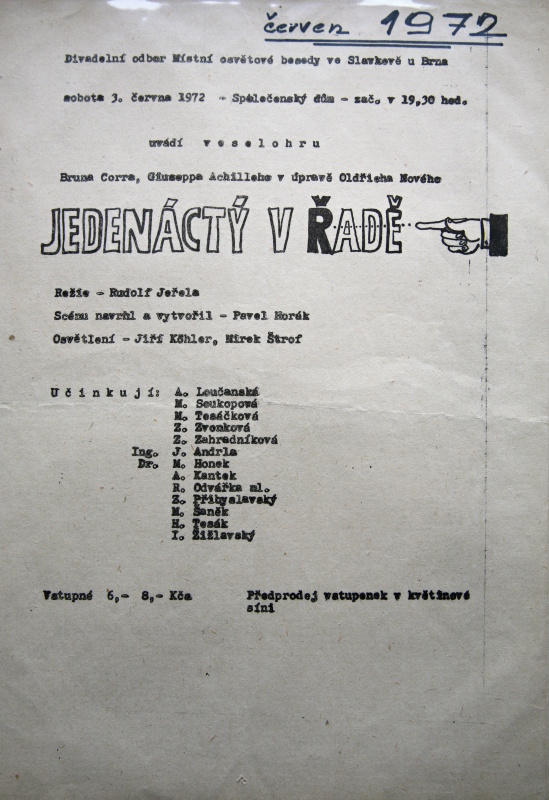 červen 1972
Divadelní odbor Místní osvětové besedy ve Slavkově u Brna
sobota 3. června 1972 - Společenský dům - zač. v 19,30 hod.
uvádí veselohru
Bruna Corra, Giuseppa Achilleho v úpravě Oldřicha Nového
JEDENÁCTÝ V ŘADĚ
Režie - Rudolf Jeřela
Scénu navrhl a vytvořil - Pavel Horák
Osvětlení - Jiří Köhler, Mirek Štrof
Účinkují: A. Loučanská
M. Soukopová
M. Tesáčková
Z. Zvonková
Z. Zahradníková
Ing. J. Andrla
Dr. M. Honek
A. Kantek
R. Odvářka ml.
Z. Přibyslavský
M. Šaněk
H. Tesák
I. Žižlavský
Vstupné 6,- 8,- Kčs Předprodej vstupenek v květinové
síni